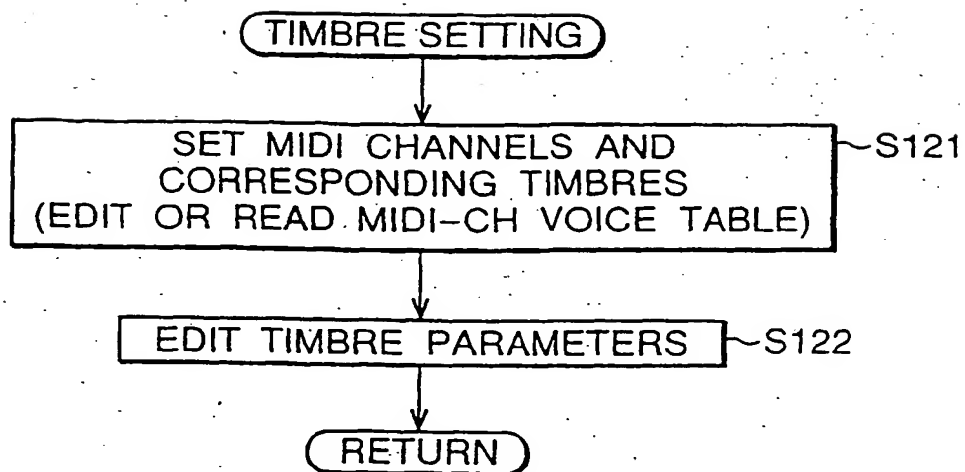 TIMBRE SETTING
SET MIDI CHANNELS AND
CORRESPONDING TIMBRES
(EDIT OR READ MIDI-CH VOICE TABLE)
S121
EDIT TIMBRE PARAMETERS
S122
RETURN